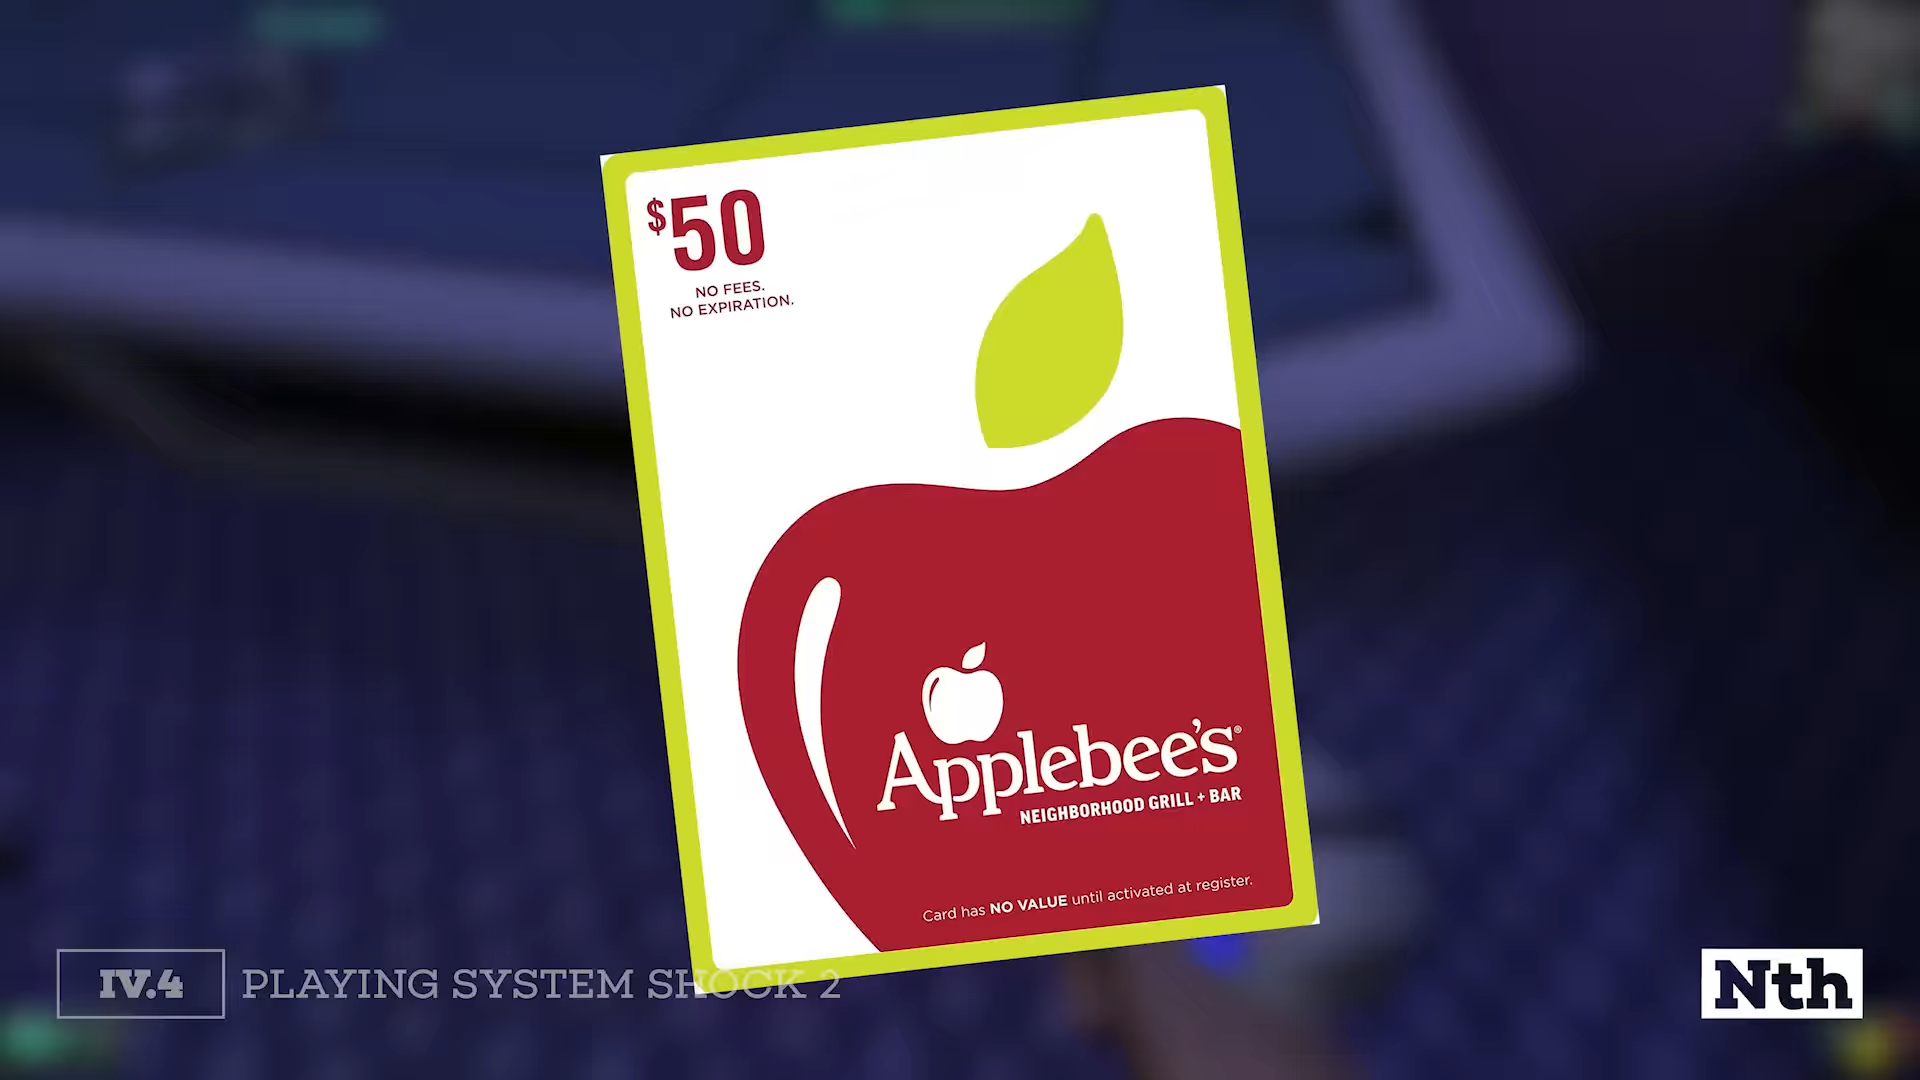 $50
NO FEES.
NO EXPIRATION.
Applebee's®
NEIGHBORHOOD GRILL + BAR
Card has NO VALUE until activated at register.
IV.4 PLAYING SYSTEM SHOCK 2
Nth